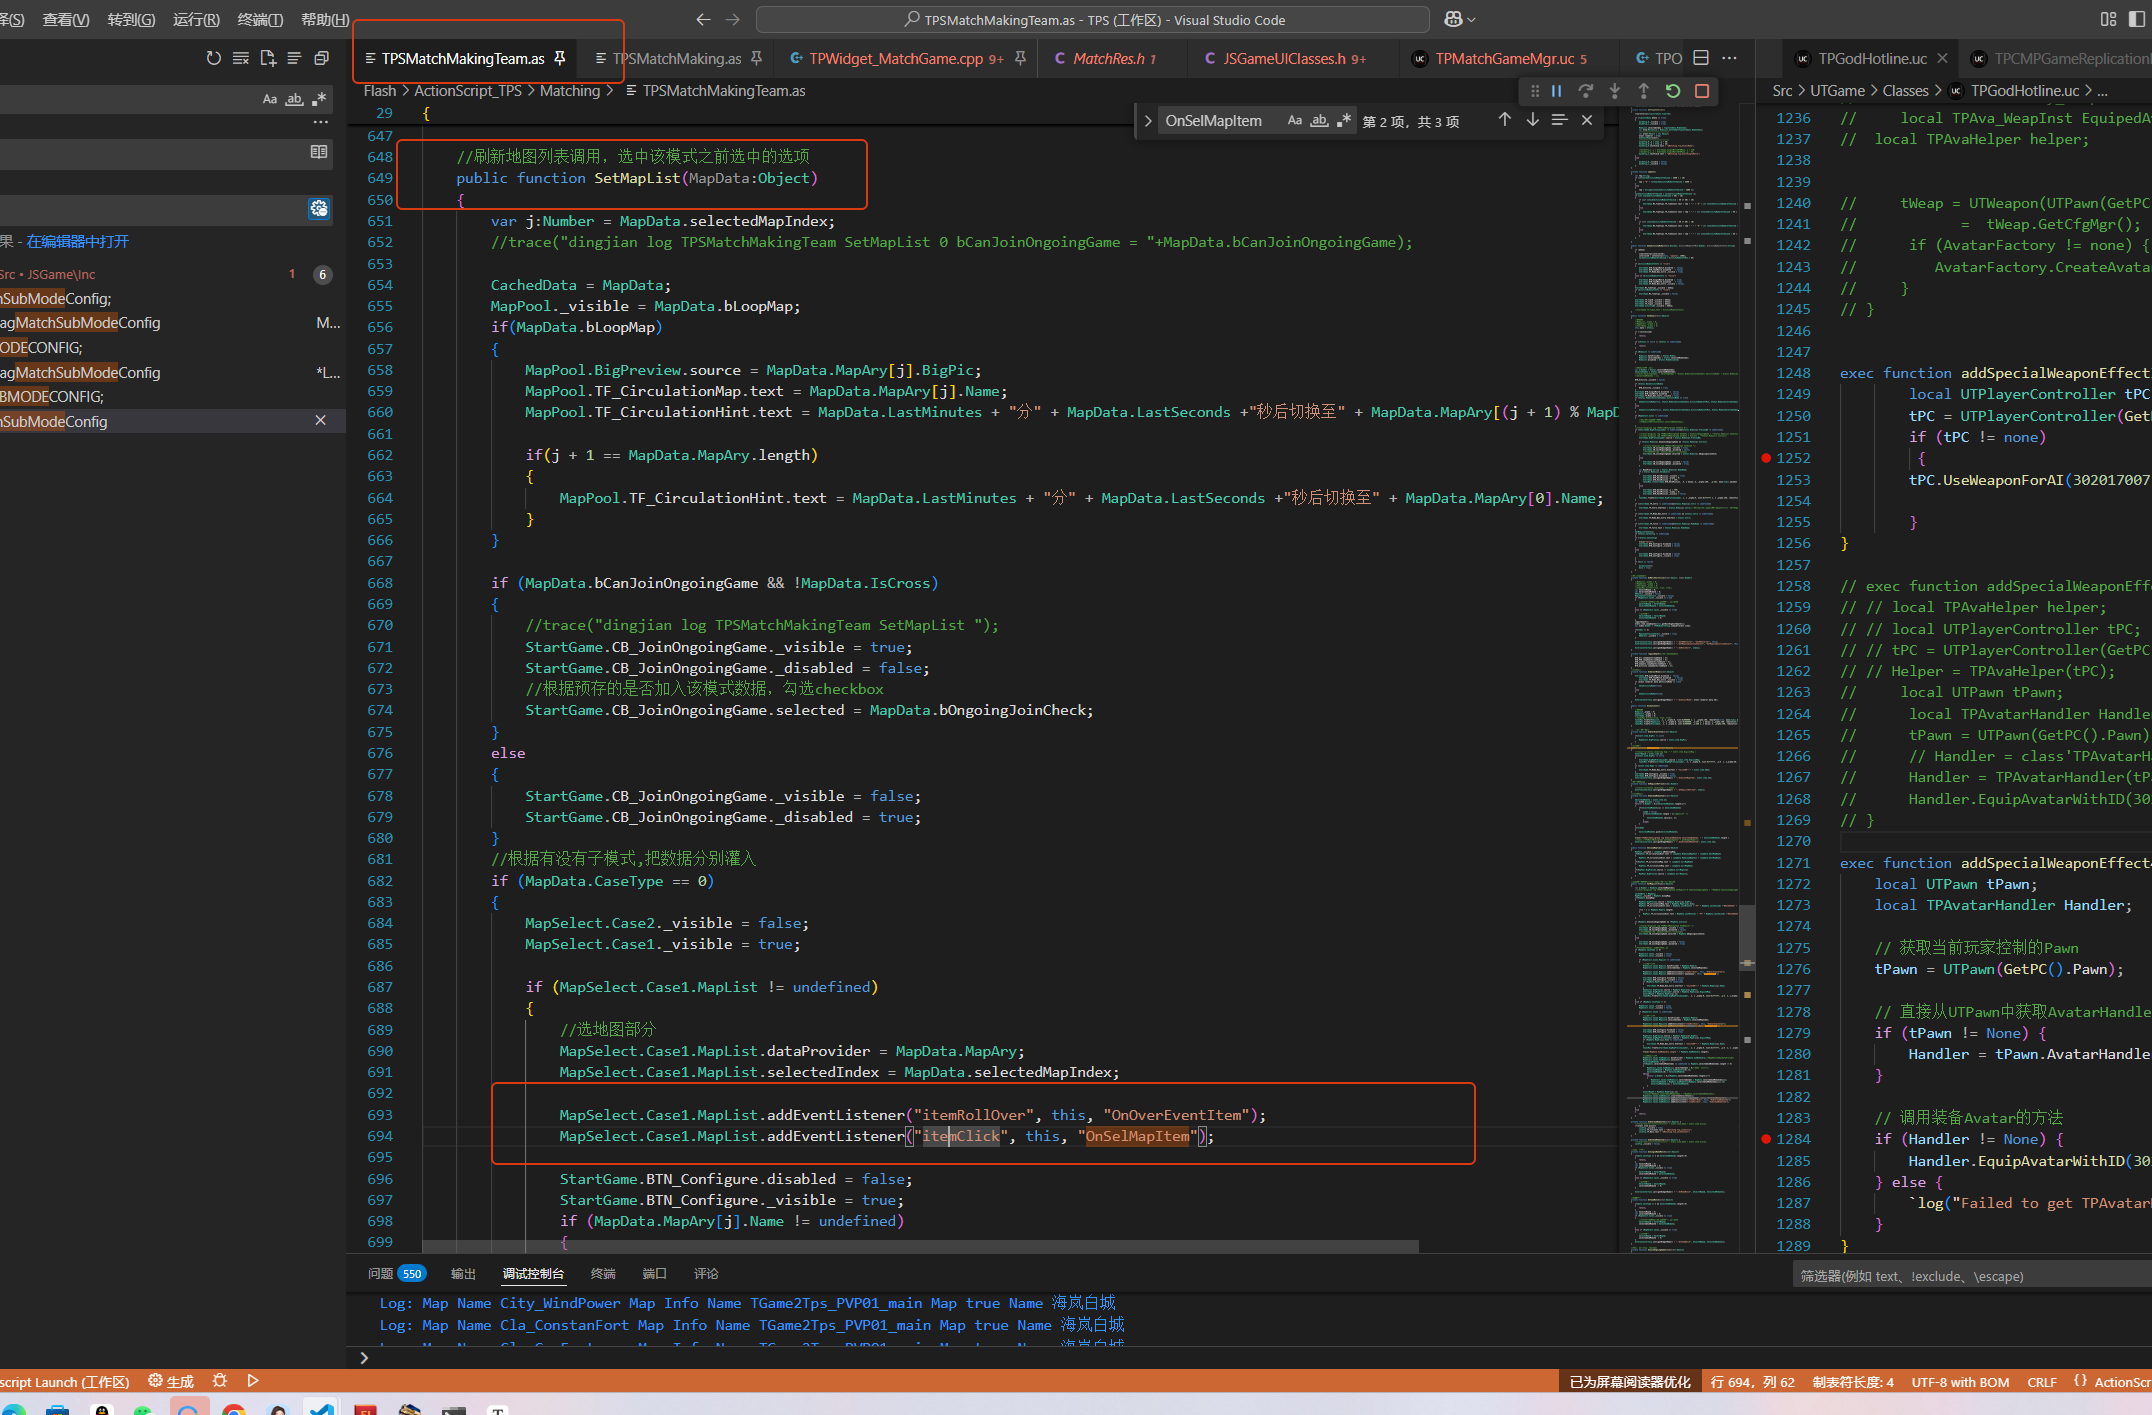 择(S) 查看(V) 转到(G) 运行(R) 终端(T) 帮助(H)
TPSMatchMakingTeam.as - TPS (工作区) - Visual Studio Code
TPSMatchMakingTeam.as
TPSMatchMaking.as
TPWidget_MatchGame.cpp 9+
MatchRes.h 1
JSGameUIClasses.h 9+
TPMatchGameMgr.uc 5
TPO
TPGodHotline.uc
TPCMPGameReplication
Flash > ActionScript_TPS > Matching > TPSMatchMakingTeam.as
Src > UTGame > Classes > TPGodHotline.uc > ...
Aa ab
果 - 在编辑器中打开
Src • JSGame\Inc 1 6
nSubModeConfig;
agMatchSubModeConfig M...
ODECONFIG;
agMatchSubModeConfig *L...
BMODECONFIG;
nSubModeConfig
OnSelMapItem Aa ab 第 2 项，共 3 项
29 {
647
648 //刷新地图列表调用，选中该模式之前选中的选项
649 public function SetMapList(MapData:Object)
650 {
651 var j:Number = MapData.selectedMapIndex;
652 //trace("dingjian log TPSMatchMakingTeam SetMapList 0 bCanJoinOngoingGame = "+MapData.bCanJoinOngoingGame);
653
654 CachedData = MapData;
655 MapPool._visible = MapData.bLoopMap;
656 if(MapData.bLoopMap)
657 {
658 MapPool.BigPreview.source = MapData.MapAry[j].BigPic;
659 MapPool.TF_CirculationMap.text = MapData.MapAry[j].Name;
660 MapPool.TF_CirculationHint.text = MapData.LastMinutes + "分" + MapData.LastSeconds +"秒后切换至" + MapData.MapAry[(j + 1) % MapD
661
662 if(j + 1 == MapData.MapAry.length)
663 {
664 MapPool.TF_CirculationHint.text = MapData.LastMinutes + "分" + MapData.LastSeconds +"秒后切换至" + MapData.MapAry[0].Name;
665 }
666 }
667
668 if (MapData.bCanJoinOngoingGame && !MapData.IsCross)
669 {
670 //trace("dingjian log TPSMatchMakingTeam SetMapList ");
671 StartGame.CB_JoinOngoingGame._visible = true;
672 StartGame.CB_JoinOngoingGame._disabled = false;
673 //根据预存的是否加入该模式数据，勾选checkbox
674 StartGame.CB_JoinOngoingGame.selected = MapData.bOngoingJoinCheck;
675 }
676 else
677 {
678 StartGame.CB_JoinOngoingGame._visible = false;
679 StartGame.CB_JoinOngoingGame._disabled = true;
680 }
681 //根据有没有子模式,把数据分别灌入
682 if (MapData.CaseType == 0)
683 {
684 MapSelect.Case2._visible = false;
685 MapSelect.Case1._visible = true;
686
687 if (MapSelect.Case1.MapList != undefined)
688 {
689 //选地图部分
690 MapSelect.Case1.MapList.dataProvider = MapData.MapAry;
691 MapSelect.Case1.MapList.selectedIndex = MapData.selectedMapIndex;
692
693 MapSelect.Case1.MapList.addEventListener("itemRollOver", this, "OnOverEventItem");
694 MapSelect.Case1.MapList.addEventListener("itemClick", this, "OnSelMapItem");
695
696 StartGame.BTN_Configure.disabled = false;
697 StartGame.BTN_Configure._visible = true;
698 if (MapData.MapAry[j].Name != undefined)
699 {
1236 // local TPAva_WeapInst EquipedAv
1237 // local TPAvaHelper helper;
1238
1239
1240 // tWeap = UTWeapon(UTPawn(GetPC
1241 // = tWeap.GetCfgMgr();
1242 // if (AvatarFactory != none) {
1243 // AvatarFactory.CreateAvata
1244 // }
1245 // }
1246
1247
1248 exec function addSpecialWeaponEffect
1249 local UTPlayerController tPC
1250 tPC = UTPlayerController(Get
1251 if (tPC != none)
1252 {
1253 tPC.UseWeaponForAI(302017007
1254
1255 }
1256 }
1257
1258 // exec function addSpecialWeaponEff
1259 // // local TPAvaHelper helper;
1260 // // local UTPlayerController tPC;
1261 // // tPC = UTPlayerController(GetPC
1262 // // Helper = TPAvaHelper(tPC);
1263 // local UTPawn tPawn;
1264 // local TPAvatarHandler Handler
1265 // tPawn = UTPawn(GetPC().Pawn)
1266 // // Handler = class'TPAvatarHa
1267 // Handler = TPAvatarHandler(tPa
1268 // Handler.EquipAvatarWithID(30
1269 // }
1270
1271 exec function addSpecialWeaponEffect
1272 local UTPawn tPawn;
1273 local TPAvatarHandler Handler;
1274
1275 // 获取当前玩家控制的Pawn
1276 tPawn = UTPawn(GetPC().Pawn);
1277
1278 // 直接从UTPawn中获取AvatarHandle
1279 if (tPawn != None) {
1280 Handler = tPawn.AvatarHandle
1281 }
1282
1283 // 调用装备Avatar的方法
1284 if (Handler != None) {
1285 Handler.EquipAvatarWithID(30
1286 } else {
1287 `log("Failed to get TPAvatar
1288 }
1289 }
问题 550 输出 调试控制台 终端 端口 评论
筛选器(例如 text、!exclude、\escape)
Log: Map Name City_WindPower Map Info Name TGame2Tps_PVP01_main Map true Name 海岚白城
Log: Map Name Cla_ConstanFort Map Info Name TGame2Tps_PVP01_main Map true Name 海岚白城
script Launch (工作区) 生成
已为屏幕阅读器优化 行 694，列 62 制表符长度: 4 UTF-8 with BOM CRLF {} ActionScr